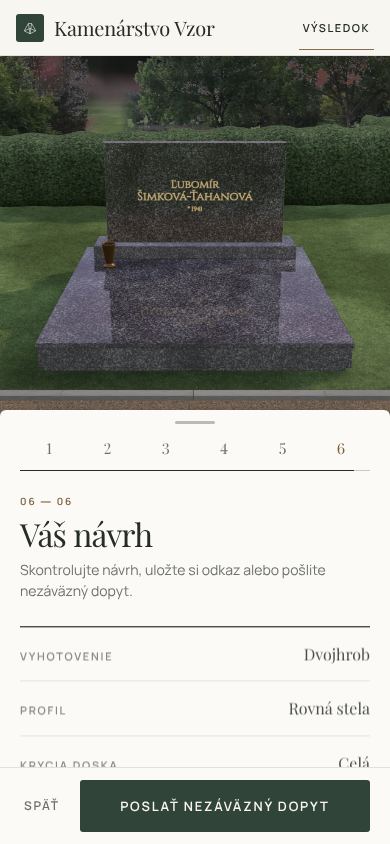 Kamenárstvo Vzor
VÝSLEDOK
ĽUBOMÍR
ŠIMKOVÁ-ŤAHANOVÁ
* 1941
1 2 3 4 5 6
06 — 06
Váš návrh
Skontrolujte návrh, uložte si odkaz alebo pošlite
nezáväzný dopyt.
VYHOTOVENIE Dvojhrob
PROFIL Rovná stela
KRYCIA DOSKA Celá
SPÄŤ
POSLAŤ NEZÁVÄZNÝ DOPYT